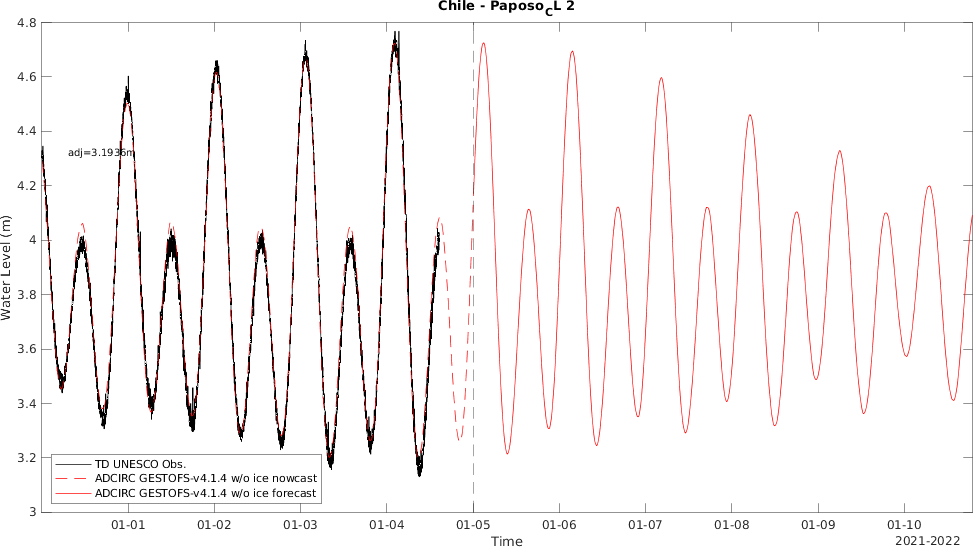 Chile - PaposoCL 2
4.8
4.6
4.4
4.2
4
3.8
3.6
3.4
3.2
3
Water Level (m)
adj=3.1936m
TD UNESCO Obs.
ADCIRC GESTOFS-v4.1.4 w/o ice nowcast
ADCIRC GESTOFS-v4.1.4 w/o ice forecast
01-01 01-02 01-03 01-04 01-05 01-06 01-07 01-08 01-09 01-10
Time
2021-2022